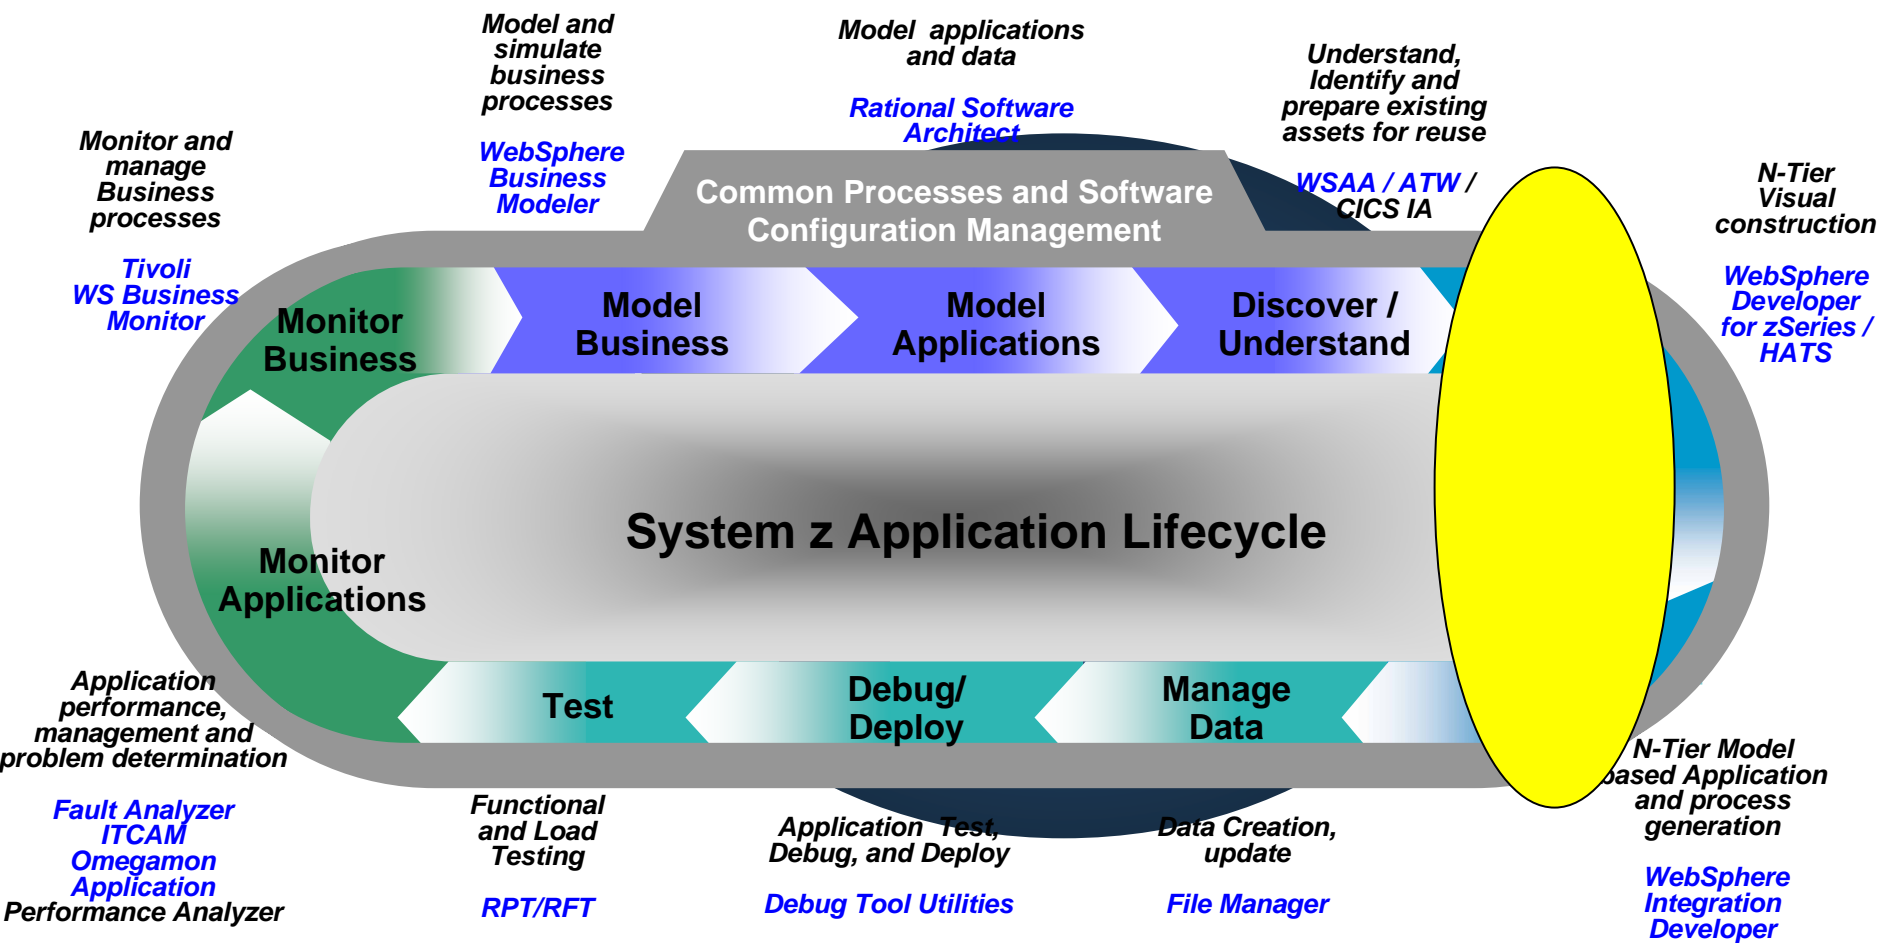 Model and
simulate
business
processes
WebSphere
Business
Modeler
Model applications
and data
Rational Software
Architect
Understand,
Identify and
prepare existing
assets for reuse
WSAA / ATW /
CICS IA
Monitor and
manage
Business
processes
Tivoli
WS Business
Monitor
N-Tier
Visual
construction
WebSphere
Developer
for zSeries /
HATS
Common Processes and Software
Configuration Management
Monitor
Business
Model
Business
Model
Applications
Discover /
Understand
System z Application Lifecycle
Monitor
Applications
Test
Debug/
Deploy
Manage
Data
Application
performance,
management and
problem determination
Fault Analyzer
ITCAM
Omegamon
Application
Performance Analyzer
Functional
and Load
Testing
RPT/RFT
Application Test,
Debug, and Deploy
Debug Tool Utilities
Data Creation,
update
File Manager
N-Tier Model
based Application
and process
generation
WebSphere
Integration
Developer